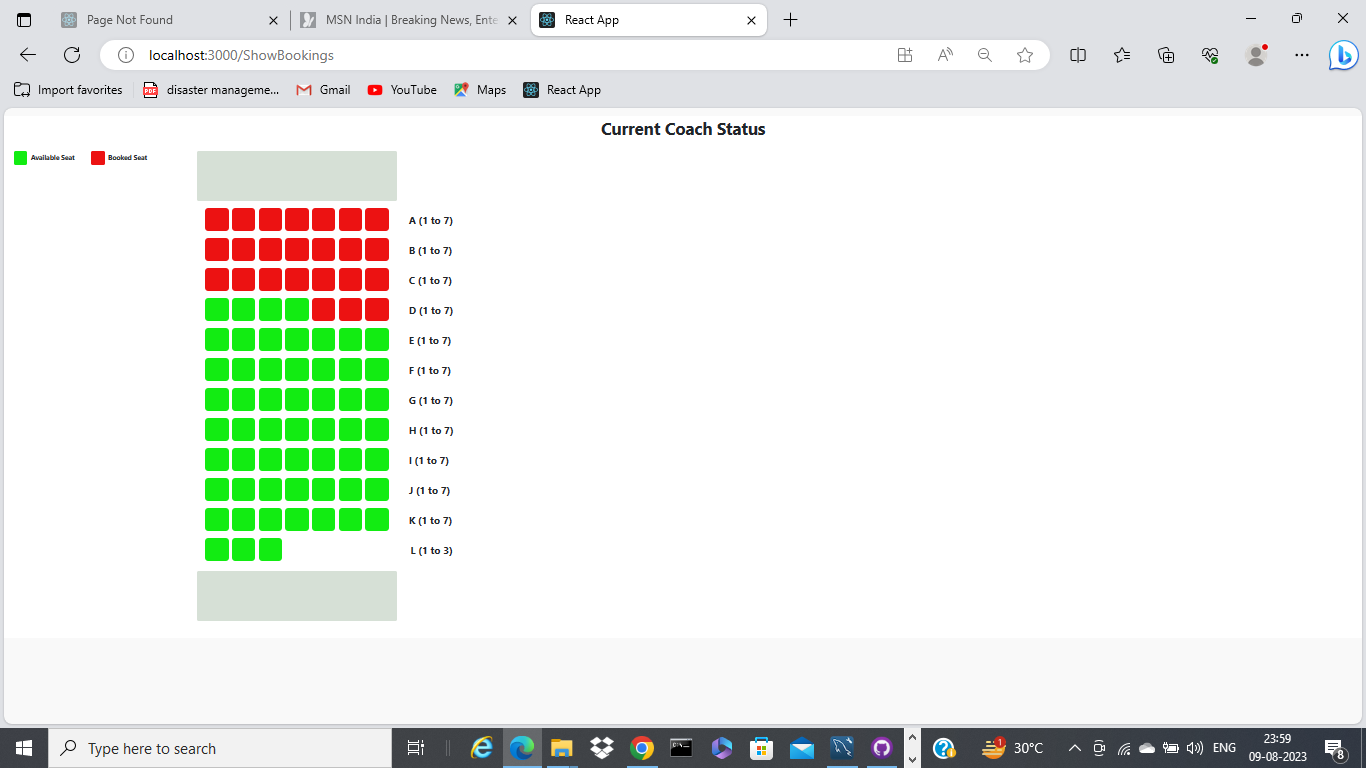 Page Not Found
MSN India | Breaking News, Ente
React App
localhost:3000/ShowBookings
Import favorites
disaster manageme...
Gmail
YouTube
Maps
React App
Current Coach Status
Available Seat
Booked Seat
A (1 to 7)
B (1 to 7)
C (1 to 7)
D (1 to 7)
E (1 to 7)
F (1 to 7)
G (1 to 7)
H (1 to 7)
I (1 to 7)
J (1 to 7)
K (1 to 7)
L (1 to 3)
Type here to search
1
30°C
ENG
23:59
09-08-2023
8